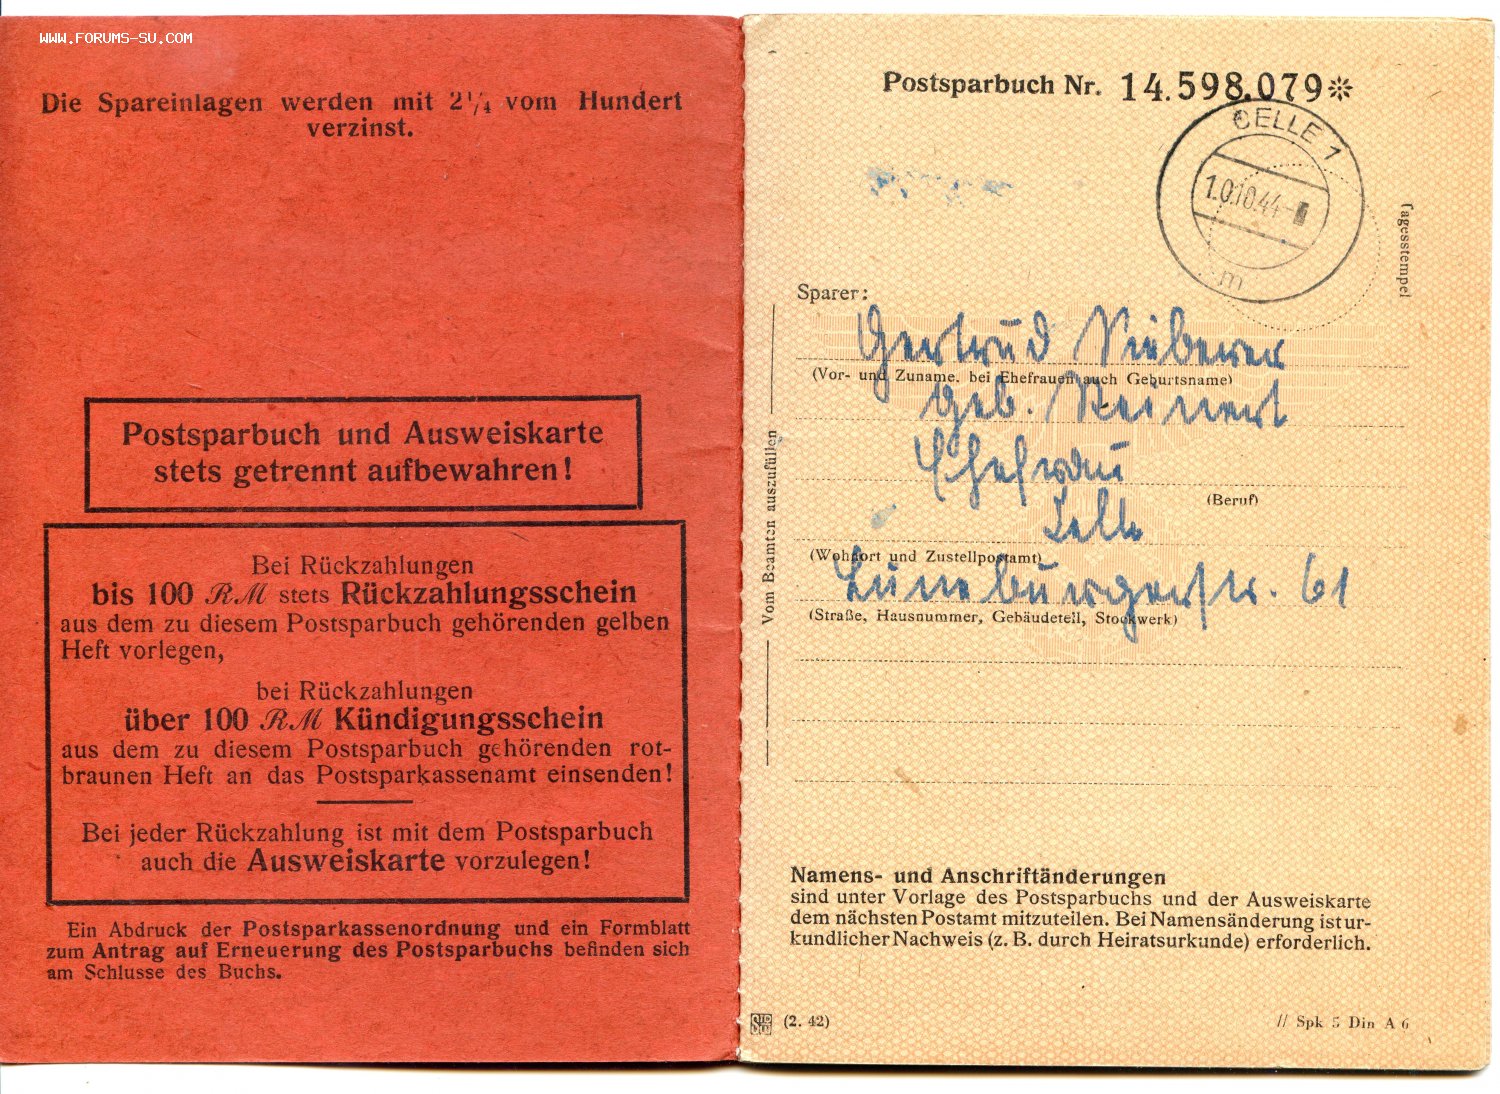 WWW.FORUMS-SU.COM
Die Spareinlagen werden mit 2¼ vom Hundert
verzinst.
Postsparbuch und Ausweiskarte
stets getrennt aufbewahren!
Bei Rückzahlungen
bis 100 RM stets Rückzahlungsschein
aus dem zu diesem Postsparbuch gehörenden gelben
Heft vorlegen,
bei Rückzahlungen
über 100 RM Kündigungsschein
aus dem zu diesem Postsparbuch gehörenden rot-
braunen Heft an das Postsparkassenamt einsenden!
Bei jeder Rückzahlung ist mit dem Postsparbuch
auch die Ausweiskarte vorzulegen!
Ein Abdruck der Postsparkassenordnung und ein Formblatt
zum Antrag auf Erneuerung des Postsparbuchs befinden sich
am Schlusse des Buchs.
Postsparbuch Nr. 14.598.079*
CELLE 1
10.10.44
m
Tagesstempel
Sparer:
Gertrud
(Vor- und Zuname, bei Ehefrauen auch Geburtsname)
geb. Reinert
Ehefrau
(Beruf)
Celle
(Wohnort und Zustellpostamt)
Lüneburgerstr. 61
(Straße, Hausnummer, Gebäudeteil, Stockwerk)
Vom Beamten auszufüllen
Namens- und Anschriftänderungen
sind unter Vorlage des Postsparbuchs und der Ausweiskarte
dem nächsten Postamt mitzuteilen. Bei Namensänderung ist ur-
kundlicher Nachweis (z. B. durch Heiratsurkunde) erforderlich.
(2. 42)
// Spk 5 Din A 6